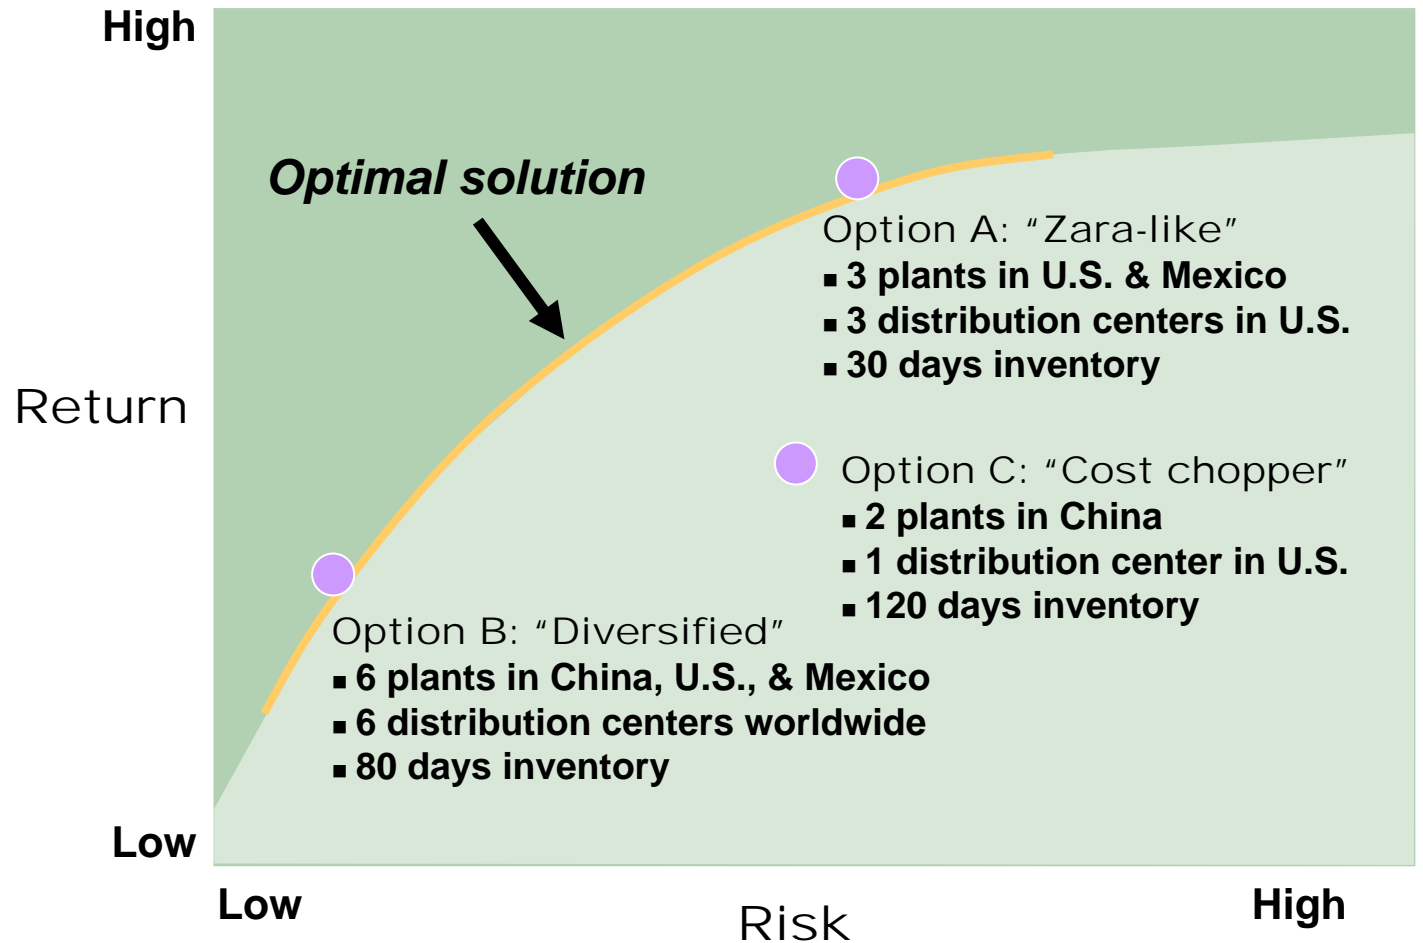 High
Optimal solution
Option A: “Zara-like”
▪ 3 plants in U.S. & Mexico
▪ 3 distribution centers in U.S.
▪ 30 days inventory
Return
Option C: “Cost chopper”
▪ 2 plants in China
▪ 1 distribution center in U.S.
▪ 120 days inventory
Option B: “Diversified”
▪ 6 plants in China, U.S., & Mexico
▪ 6 distribution centers worldwide
▪ 80 days inventory
Low
Low
Risk
High